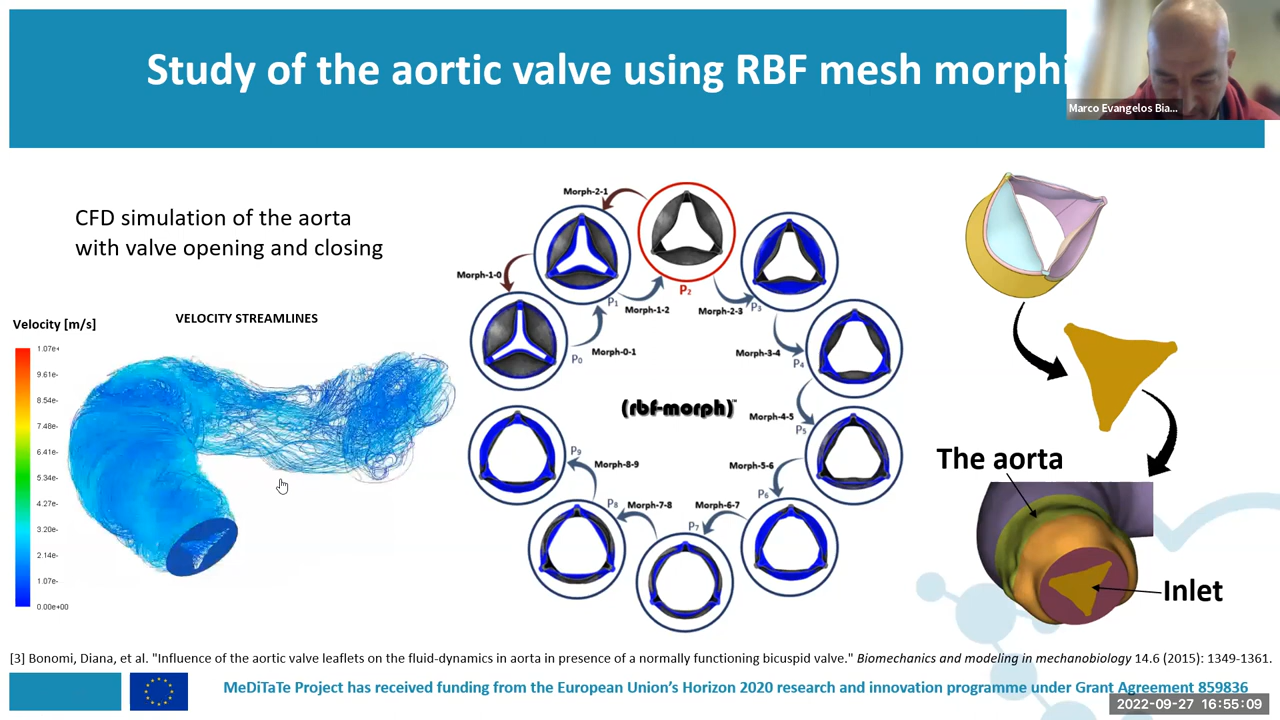 Study of the aortic valve using RBF mesh morphi
Marco Evangelos Bia...
CFD simulation of the aorta
with valve opening and closing
Velocity [m/s]
VELOCITY STREAMLINES
1.07e+
9.61e-
8.54e-
7.48e-
6.41e-
5.34e-
4.27e-
3.20e-
2.14e-
1.07e-
0.00e+00
Morph-2-1
Morph-1-0
P2
P1
Morph-1-2
Morph-2-3
P3
P0
Morph-0-1
Morph-3-4
P4
(rbf-morph)™
Morph-4-5
P5
P9
Morph-8-9
Morph-5-6
P6
P8
Morph-7-8
Morph-6-7
P7
The aorta
Inlet
[3] Bonomi, Diana, et al. "Influence of the aortic valve leaflets on the fluid-dynamics in aorta in presence of a normally functioning bicuspid valve." Biomechanics and modeling in mechanobiology 14.6 (2015): 1349-1361.
MeDiTaTe Project has received funding from the European Union's Horizon 2020 research and innovation programme under Grant Agreement 859836
2022-09-27 16:55:09